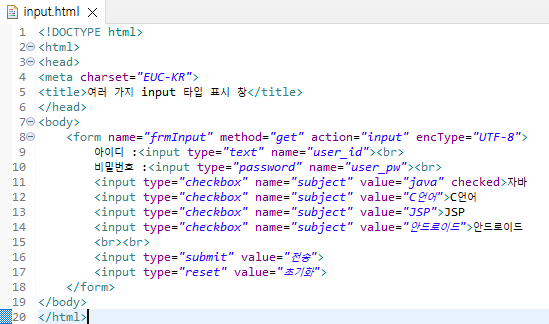 input.html
1 <!DOCTYPE html>
2 <html>
3 <head>
4 <meta charset="EUC-KR">
5 <title>여러 가지 input 타입 표시 창</title>
6 </head>
7 <body>
8 <form name="frmInput" method="get" action="input" encType="UTF-8">
9 아이디 :<input type="text" name="user_id"><br>
10 비밀번호 :<input type="password" name="user_pw"><br>
11 <input type="checkbox" name="subject" value="java" checked>자바
12 <input type="checkbox" name="subject" value="C언어">C언어
13 <input type="checkbox" name="subject" value="JSP">JSP
14 <input type="checkbox" name="subject" value="안드로이드">안드로이드
15 <br><br>
16 <input type="submit" value="전송">
17 <input type="reset" value="초기화">
18 </form>
19 </body>
20 </html>